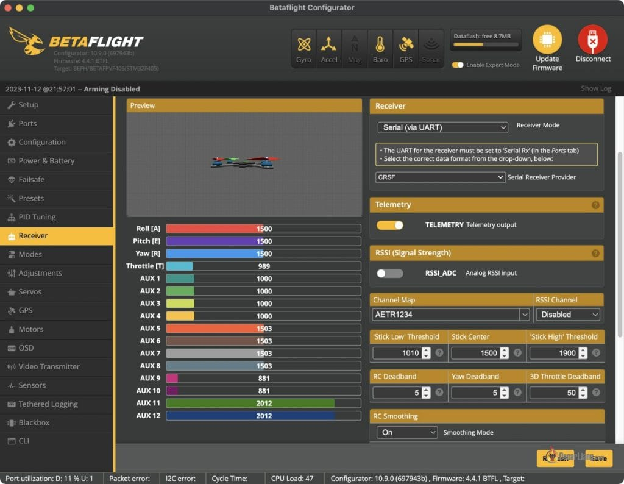 Betaflight Configurator
BETAFLIGHT
Configurator: 10.9.0 (697943b)
Firmware: 4.4.1 BTFL
Gyro Accel Mag Baro GPS Sonar
Dataflash: free 8.7MB
Enable Expert Mode
Update Firmware
Disconnect
2023-11-12 @21:57:01 – Arming Disabled
Show Log
Setup
Ports
Configuration
Power & Battery
Failsafe
Presets
PID Tuning
Receiver
Modes
Adjustments
Servos
GPS
Motors
OSD
Video Transmitter
Sensors
Tethered Logging
Blackbox
CLI
Preview
Roll [A] 1500
Pitch [E] 1500
Yaw [R] 1500
Throttle [T] 989
AUX 1 1000
AUX 2 1000
AUX 3 1000
AUX 4 1000
AUX 5 1503
AUX 6 1503
AUX 7 1503
AUX 8 1503
AUX 9 881
AUX 10 881
AUX 11 2012
AUX 12 2012
Receiver
Serial (via UART) Receiver Mode
• The UART for the receiver must be set to 'Serial Rx' (in the Ports tab)
• Select the correct data format from the drop-down, below:
CRSF Serial Receiver Provider
Telemetry
TELEMETRY Telemetry output
RSSI (Signal Strength)
RSSI_ADC Analog RSSI input
Channel Map RSSI Channel
AETR1234 Disabled
'Stick Low' Threshold Stick Center 'Stick High' Threshold
1010 1500 1900
RC Deadband Yaw Deadband 3D Throttle Deadband
5 5 50
RC Smoothing
On Smoothing Mode
Save
Port utilization: D: 11 % U: 1 Packet error: I2C error: Cycle Time: CPU Load: 47 Configurator: 10.9.0 (697943b) , Firmware: 4.4.1 BTFL , Target: